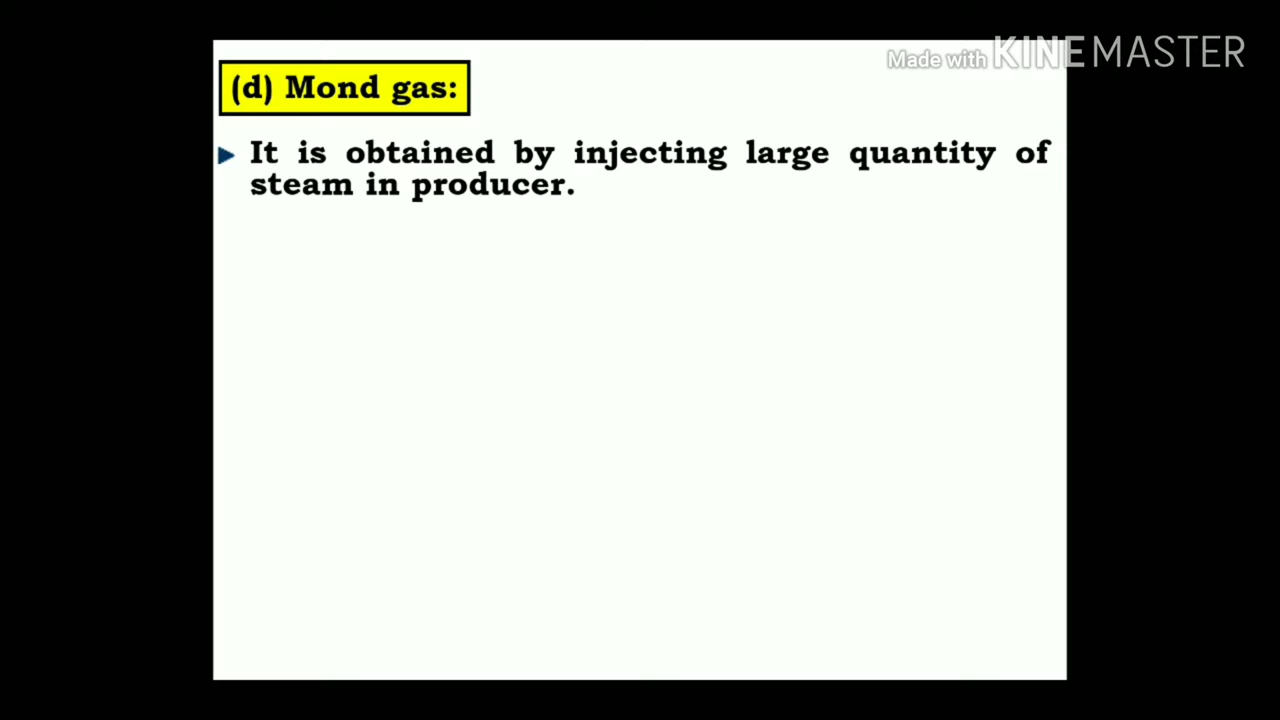 Made with KINEMASTER
(d) Mond gas:
It is obtained by injecting large quantity of
steam in producer.